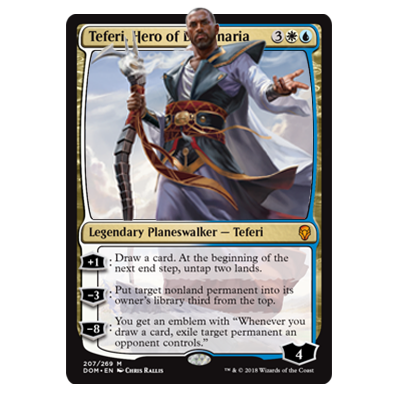 Teferi, Hero of D naria 3
Legendary Planeswalker — Teferi
+1: Draw a card. At the beginning of the
next end step, untap two lands.
-3: Put target nonland permanent into its
owner's library third from the top.
-8: You get an emblem with "Whenever you
draw a card, exile target permanent an
opponent controls."
4
207/269 M
DOM • EN Chris Rallis
™ & © 2018 Wizards of the Coast